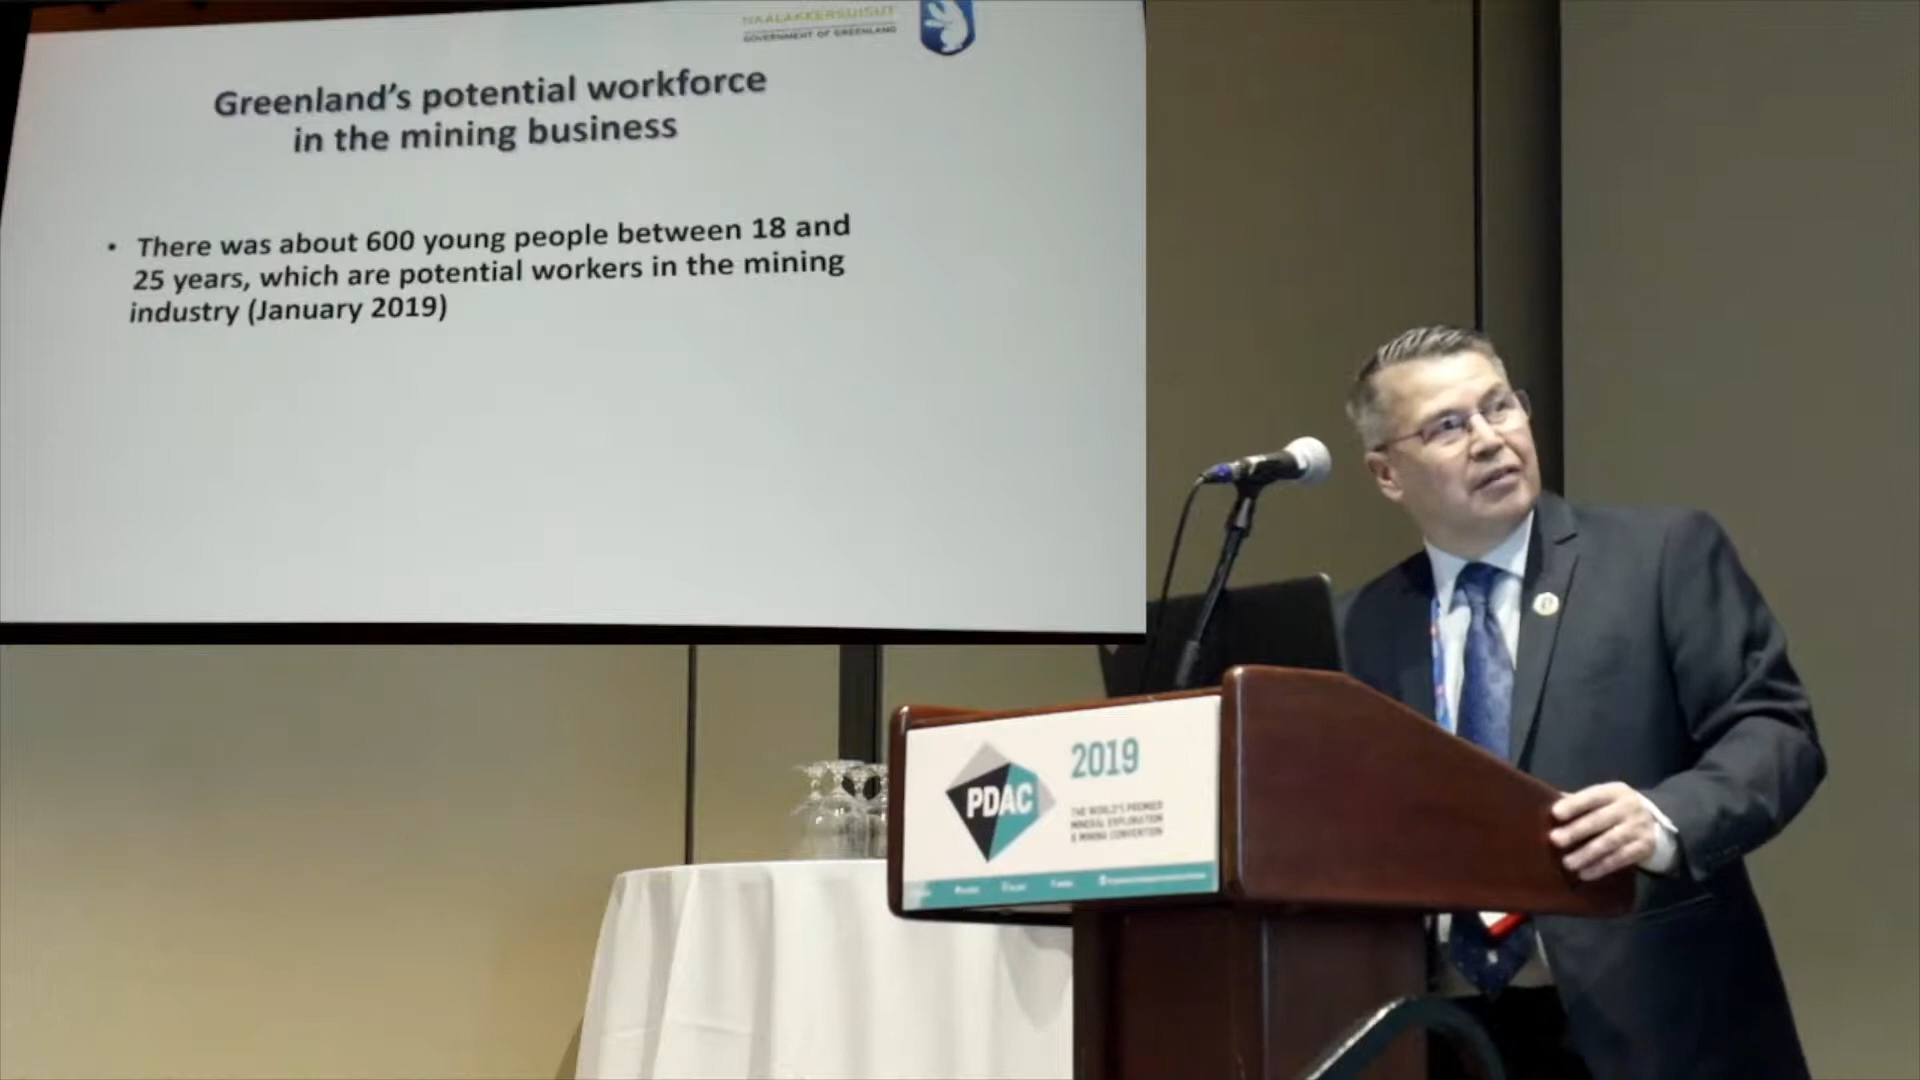 NAALAKKERSUISUT
GOVERNMENT OF GREENLAND
Greenland's potential workforce
in the mining business
• There was about 600 young people between 18 and
25 years, which are potential workers in the mining
industry (January 2019)
PDAC
2019
THE WORLD'S PREMIER
MINERAL EXPLORATION
& MINING CONVENTION